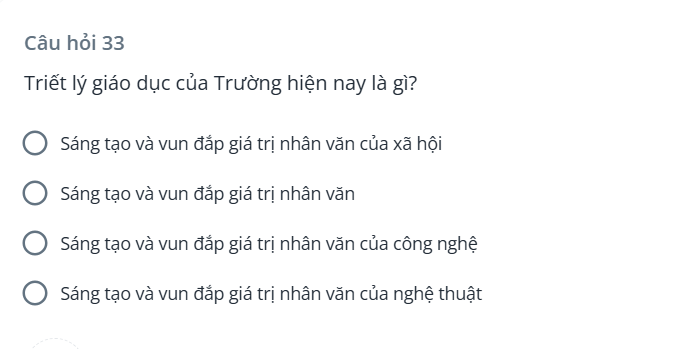 Câu hỏi 33
Triết lý giáo dục của Trường hiện nay là gì?
Sáng tạo và vun đắp giá trị nhân văn của xã hội
Sáng tạo và vun đắp giá trị nhân văn
Sáng tạo và vun đắp giá trị nhân văn của công nghệ
Sáng tạo và vun đắp giá trị nhân văn của nghệ thuật